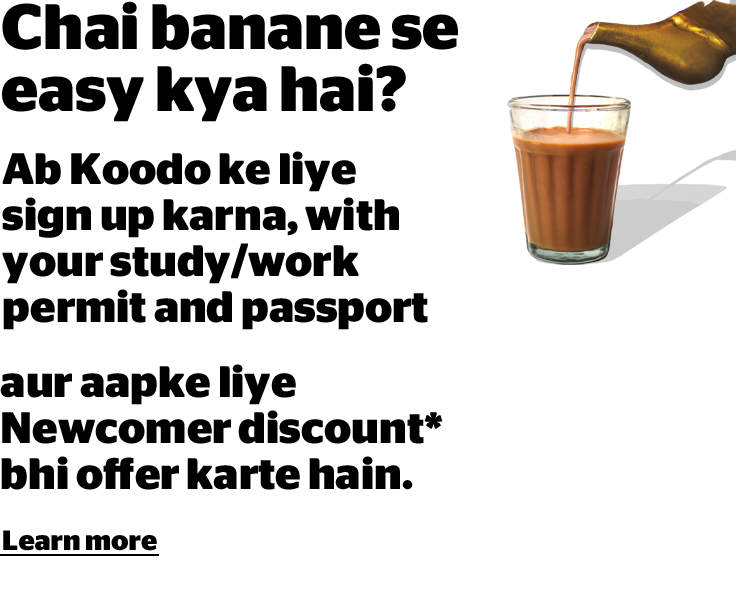 Chai banane se
easy kya hai?
Ab Koodo ke liye
sign up karna, with
your study/work
permit and passport
aur aapke liye
Newcomer discount*
bhi offer karte hain.
Learn more